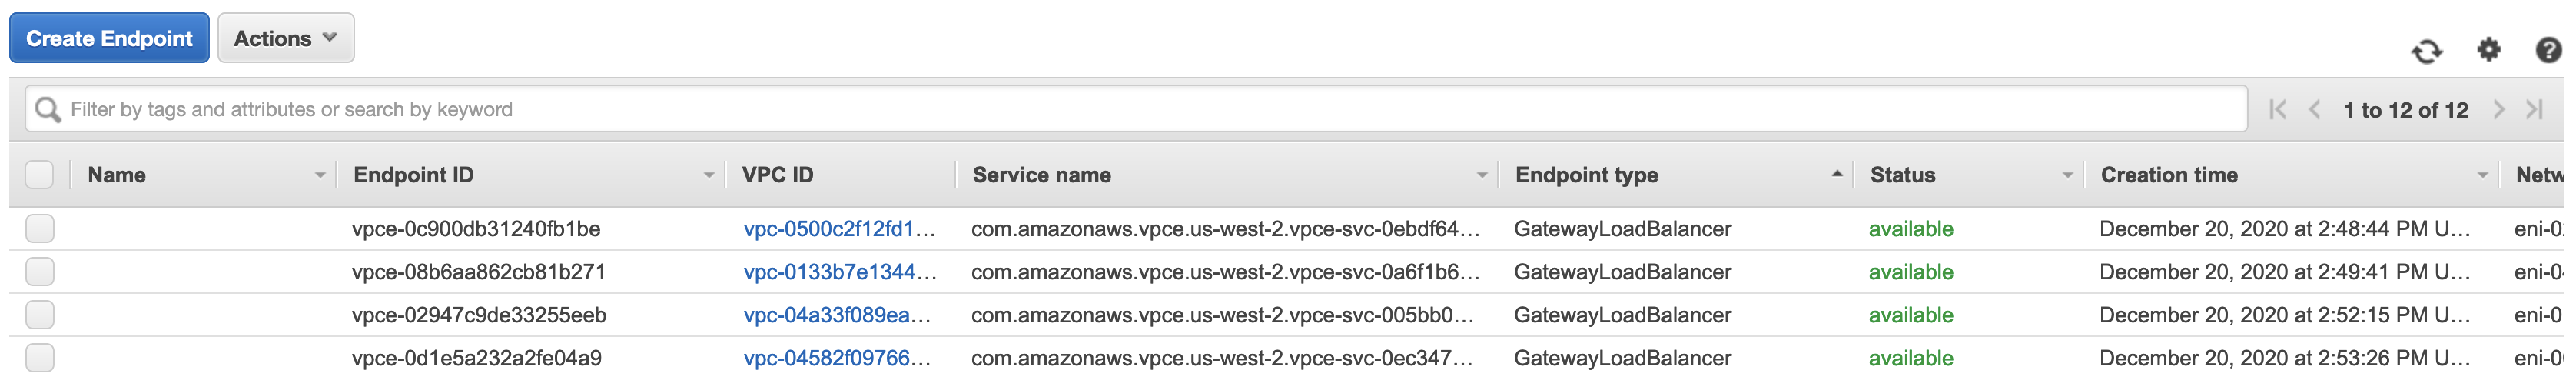 Create Endpoint Actions
Filter by tags and attributes or search by keyword 1 to 12 of 12
Name Endpoint ID VPC ID Service name Endpoint type Status Creation time Netw
vpce-0c900db31240fb1be vpc-0500c2f12fd1… com.amazonaws.vpce.us-west-2.vpce-svc-0ebdf64… GatewayLoadBalancer available December 20, 2020 at 2:48:44 PM U… eni-0
vpce-08b6aa862cb81b271 vpc-0133b7e1344… com.amazonaws.vpce.us-west-2.vpce-svc-0a6f1b6… GatewayLoadBalancer available December 20, 2020 at 2:49:41 PM U… eni-0
vpce-02947c9de33255eeb vpc-04a33f089ea… com.amazonaws.vpce.us-west-2.vpce-svc-005bb0… GatewayLoadBalancer available December 20, 2020 at 2:52:15 PM U… eni-0
vpce-0d1e5a232a2fe04a9 vpc-04582f09766… com.amazonaws.vpce.us-west-2.vpce-svc-0ec347… GatewayLoadBalancer available December 20, 2020 at 2:53:26 PM U… eni-0